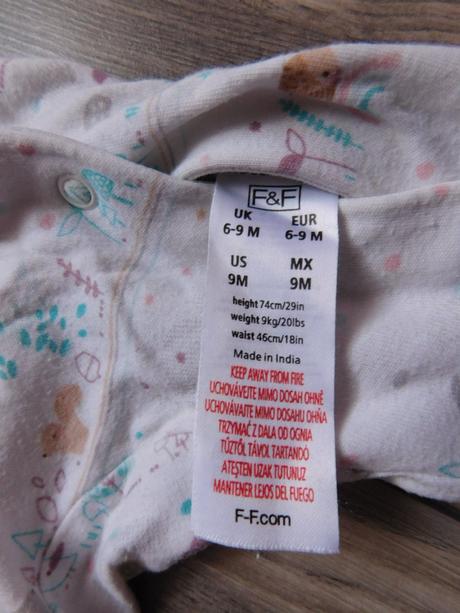 F&F
UK EUR
6-9 M 6-9 M
US MX
9M 9M
height 74cm/29in
weight 9kg/20lbs
waist 46cm/18in
Made in India
KEEP AWAY FROM FIRE
UCHOVÁVEJTE MIMO DOSAH OHNĚ
UCHOVÁVAJTE MIMO DOSAHU OHŇA
TRZYMAĆ Z DALA OD OGNIA
TŰZTŐL TÁVOL TARTANDÓ
ATEŞTEN UZAK TUTUNUZ
MANTENER LEJOS DEL FUEGO
F-F.com